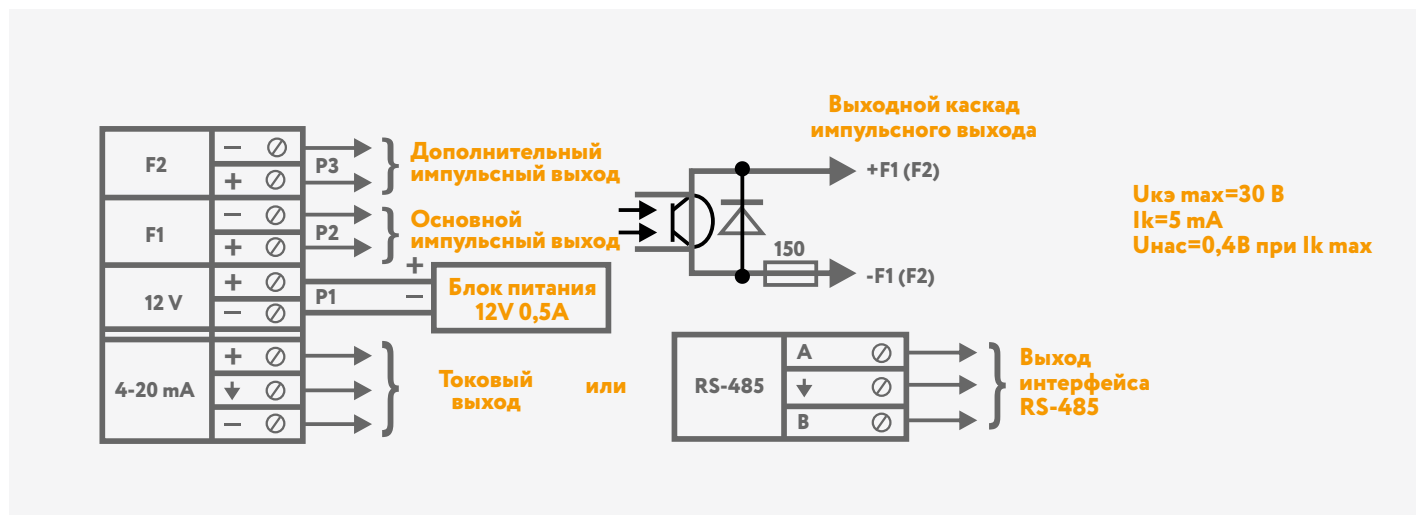 F2
−
+
P3
Дополнительный
импульсный выход
F1
−
+
P2
Основной
импульсный выход
12 V
+
−
P1
+
−
Блок питания
12V 0,5A
4-20 mA
+
−
Токовый
выход
или
Выходной каскад
импульсного выхода
+F1 (F2)
150
-F1 (F2)
Uкэ max=30 В
Ik=5 mA
Uнас=0,4В при Ik max
RS-485
A
B
Выход
интерфейса
RS-485